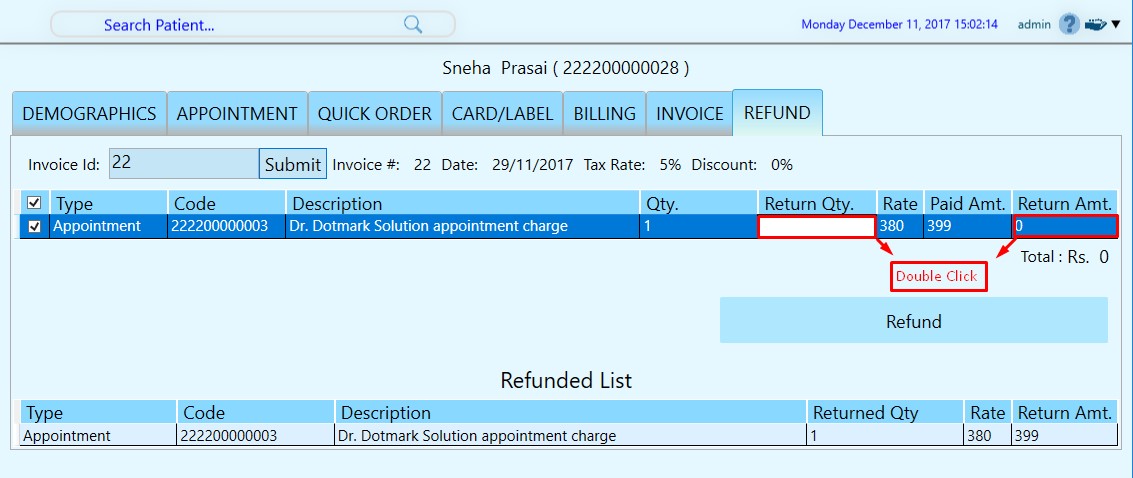 Search Patient... Monday December 11, 2017 15:02:14 admin ?
Sneha Prasai ( 222200000028 )
DEMOGRAPHICS APPOINTMENT QUICK ORDER CARD/LABEL BILLING INVOICE REFUND
Invoice Id: 22 Submit Invoice #: 22 Date: 29/11/2017 Tax Rate: 5% Discount: 0%
Type Code Description Qty. Return Qty. Rate Paid Amt. Return Amt.
Appointment 222200000003 Dr. Dotmark Solution appointment charge 1 380 399 0
Total : Rs. 0
Double Click
Refund
Refunded List
Type Code Description Returned Qty Rate Return Amt.
Appointment 222200000003 Dr. Dotmark Solution appointment charge 1 380 399